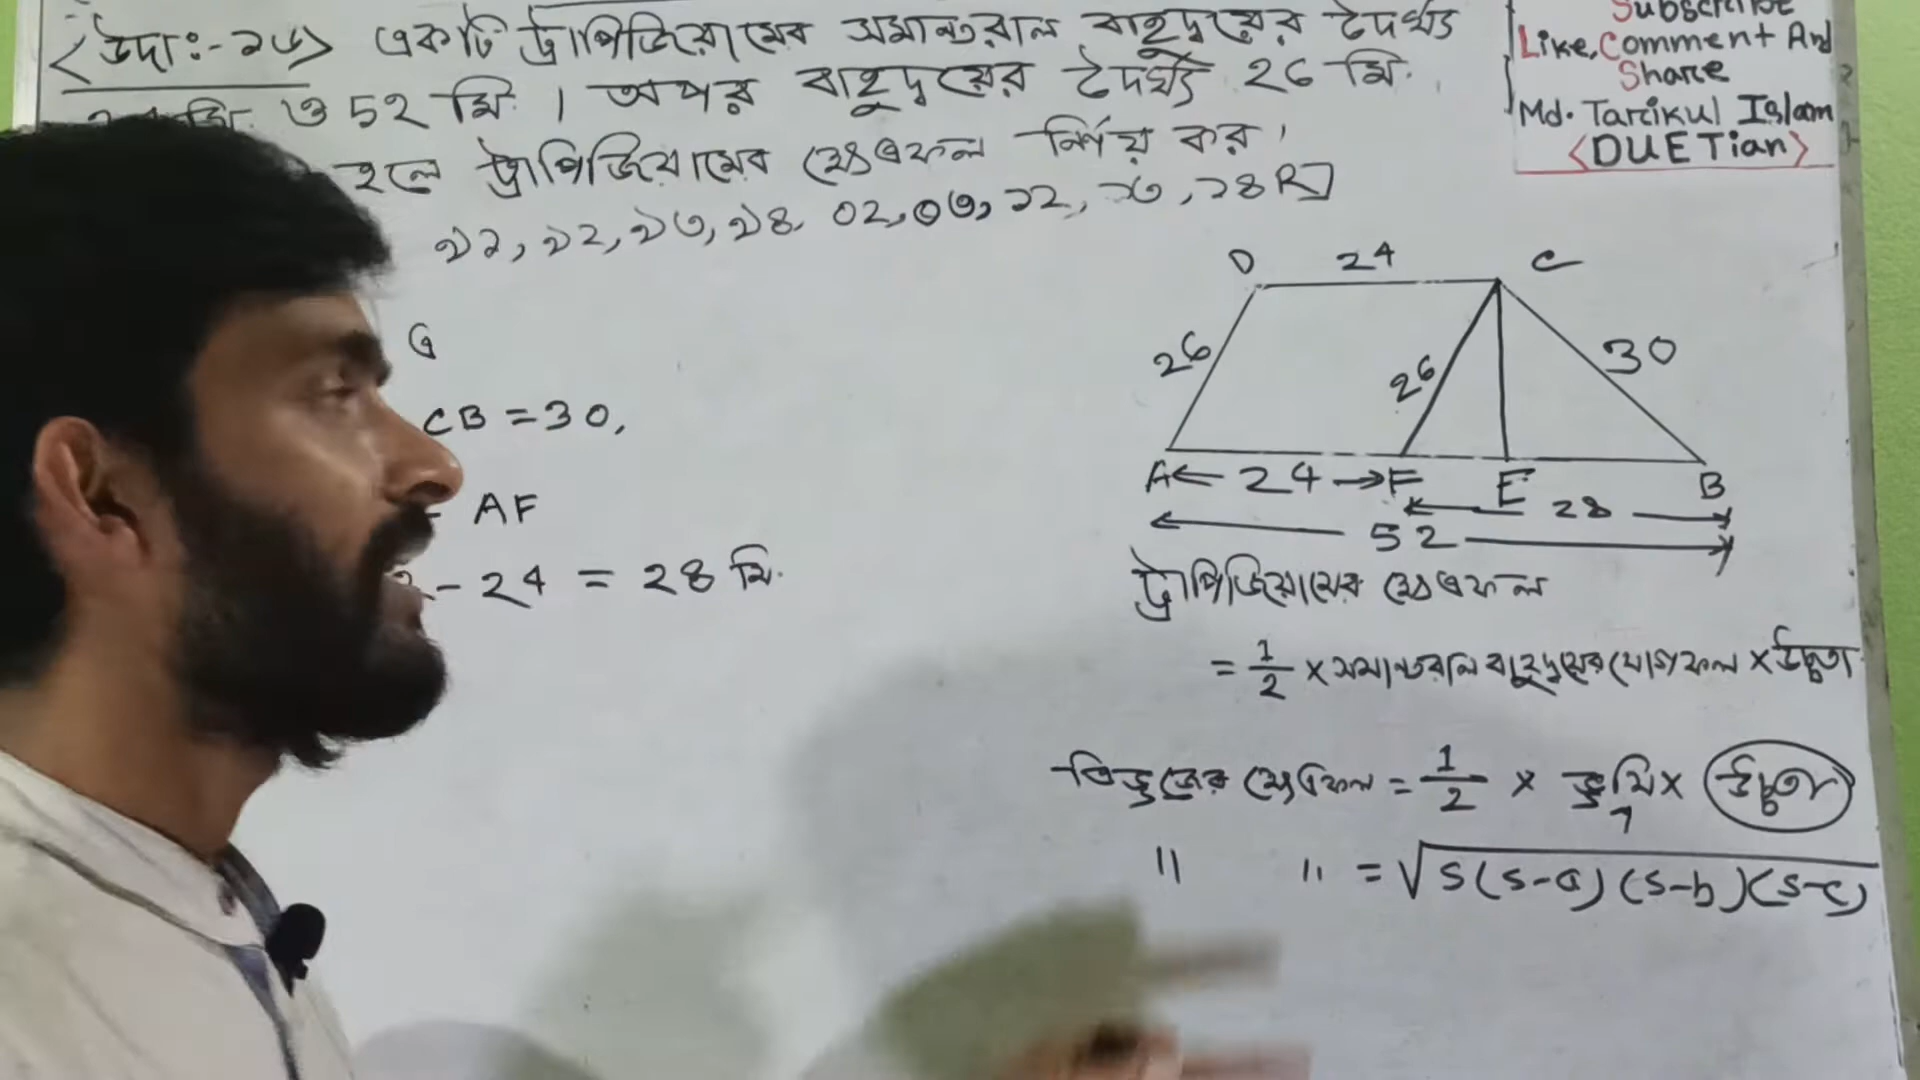 <উদাঃ-১৬> একটি ট্রাপিজিয়ামের সমান্তরাল বাহুদ্বয়ের দৈর্ঘ্য
ও 52 মি. । অপর বাহুদ্বয়ের দৈর্ঘ্য 26 মি.
হলে ট্রাপিজিয়ামের ক্ষেত্রফল নির্ণয় কর।
Subscribe
Like, Comment And
Share
Md. Tarikul Islam
<DUETian>
D 24 C
26 26 30
A ← 24 → F E B
28
52
G
CB = 30,
AF
- 24 = 28 মি.
ট্রাপিজিয়ামের ক্ষেত্রফল
= 1/2 × সমান্তরাল বাহুদ্বয়ের যোগফল × উচ্চতা
ত্রিভুজের ক্ষেত্রফল = 1/2 × ভূমি × উচ্চতা
" " = √s(s-a)(s-b)(s-c)